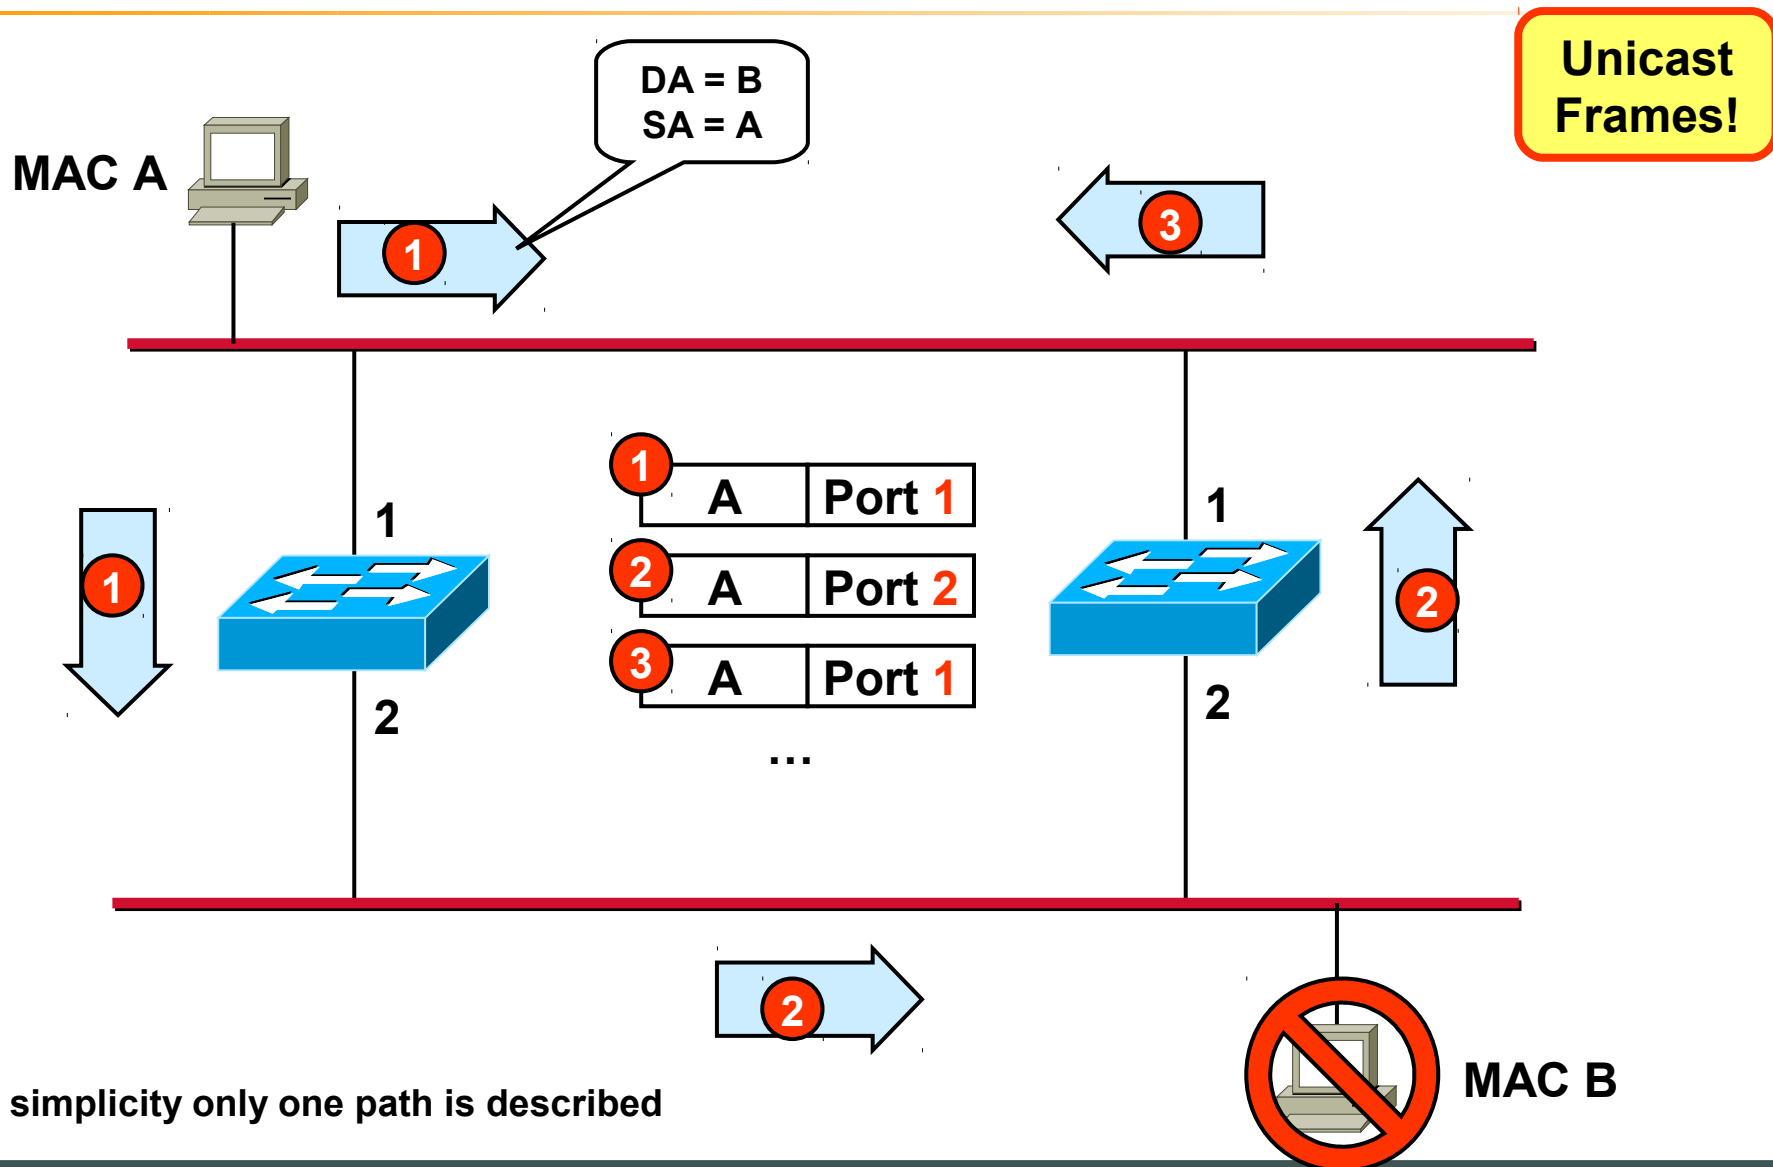 Unicast
Frames!
DA = B
SA = A
MAC A
1
3
1
A Port 1
1
1
1
2
A Port 2
2
3
A Port 1
2
2
...
2
MAC B
simplicity only one path is described